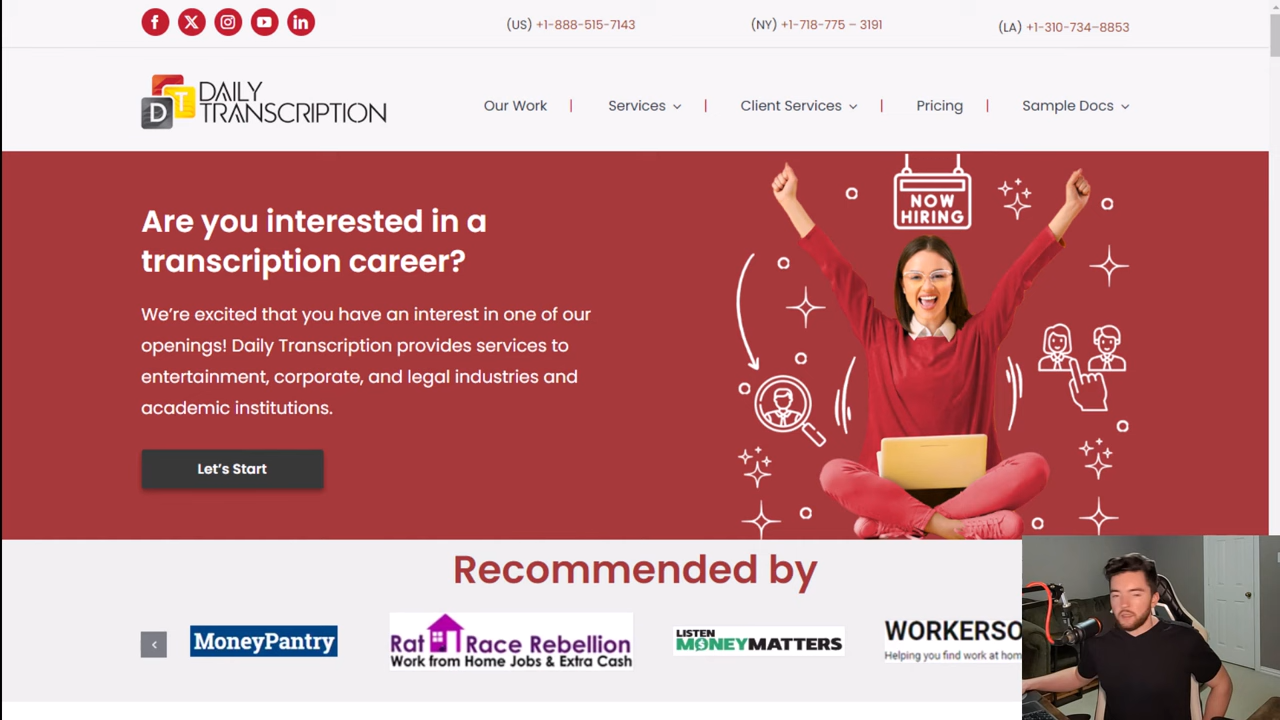 (US) +1-888-515-7143
(NY) +1-718-775 – 3191
(LA) +1-310-734–8853
DAILY
TRANSCRIPTION
D T
Our Work | Services | Client Services | Pricing | Sample Docs
NOW
HIRING
Are you interested in a
transcription career?
We’re excited that you have an interest in one of our
openings! Daily Transcription provides services to
entertainment, corporate, and legal industries and
academic institutions.
Let’s Start
Recommended by
MoneyPantry
Rat Race Rebellion
Work from Home Jobs & Extra Cash
LISTEN
MONEYMATTERS
WORKERSO
Helping you find work at hom